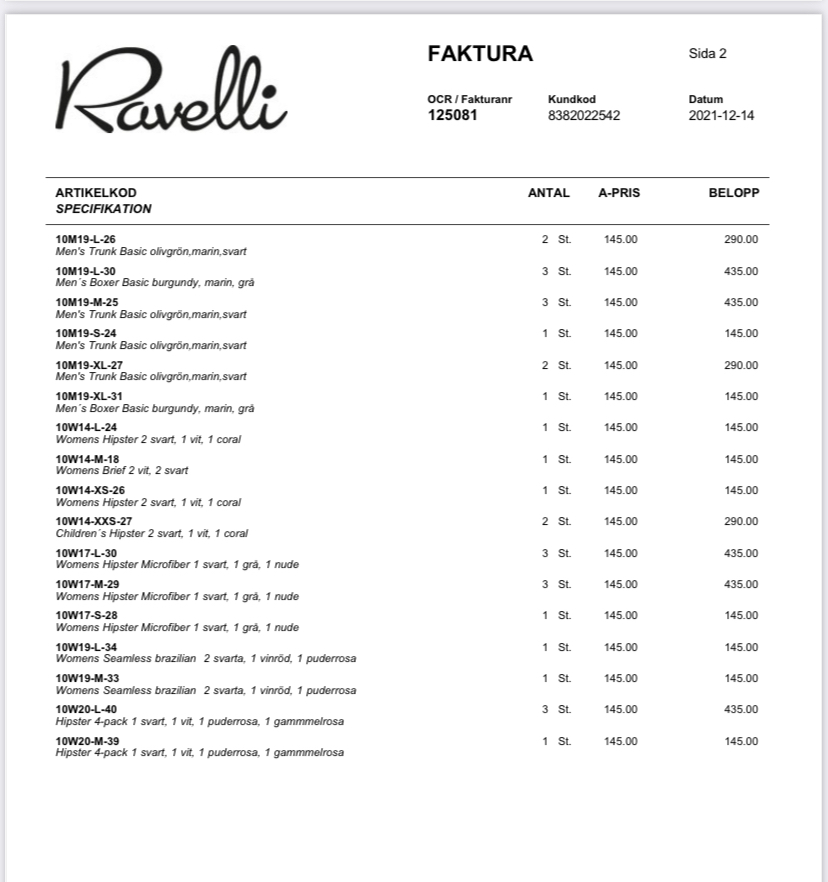 Ravelli
FAKTURA Sida 2
OCR / Fakturanr Kundkod Datum
125081 8382022542 2021-12-14
ARTIKELKOD ANTAL A-PRIS BELOPP
SPECIFIKATION
10M19-L-26 2 St. 145.00 290.00
Men's Trunk Basic olivgrön,marin,svart
10M19-L-30 3 St. 145.00 435.00
Men´s Boxer Basic burgundy, marin, grå
10M19-M-25 3 St. 145.00 435.00
Men's Trunk Basic olivgrön,marin,svart
10M19-S-24 1 St. 145.00 145.00
Men's Trunk Basic olivgrön,marin,svart
10M19-XL-27 2 St. 145.00 290.00
Men's Trunk Basic olivgrön,marin,svart
10M19-XL-31 1 St. 145.00 145.00
Men´s Boxer Basic burgundy, marin, grå
10W14-L-24 1 St. 145.00 145.00
Womens Hipster 2 svart, 1 vit, 1 coral
10W14-M-18 1 St. 145.00 145.00
Womens Brief 2 vit, 2 svart
10W14-XS-26 1 St. 145.00 145.00
Womens Hipster 2 svart, 1 vit, 1 coral
10W14-XXS-27 2 St. 145.00 290.00
Children´s Hipster 2 svart, 1 vit, 1 coral
10W17-L-30 3 St. 145.00 435.00
Womens Hipster Microfiber 1 svart, 1 grå, 1 nude
10W17-M-29 3 St. 145.00 435.00
Womens Hipster Microfiber 1 svart, 1 grå, 1 nude
10W17-S-28 1 St. 145.00 145.00
Womens Hipster Microfiber 1 svart, 1 grå, 1 nude
10W19-L-34 1 St. 145.00 145.00
Womens Seamless brazilian 2 svarta, 1 vinröd, 1 puderrosa
10W19-M-33 1 St. 145.00 145.00
Womens Seamless brazilian 2 svarta, 1 vinröd, 1 puderrosa
10W20-L-40 3 St. 145.00 435.00
Hipster 4-pack 1 svart, 1 vit, 1 puderrosa, 1 gammmelrosa
10W20-M-39 1 St. 145.00 145.00
Hipster 4-pack 1 svart, 1 vit, 1 puderrosa, 1 gammmelrosa